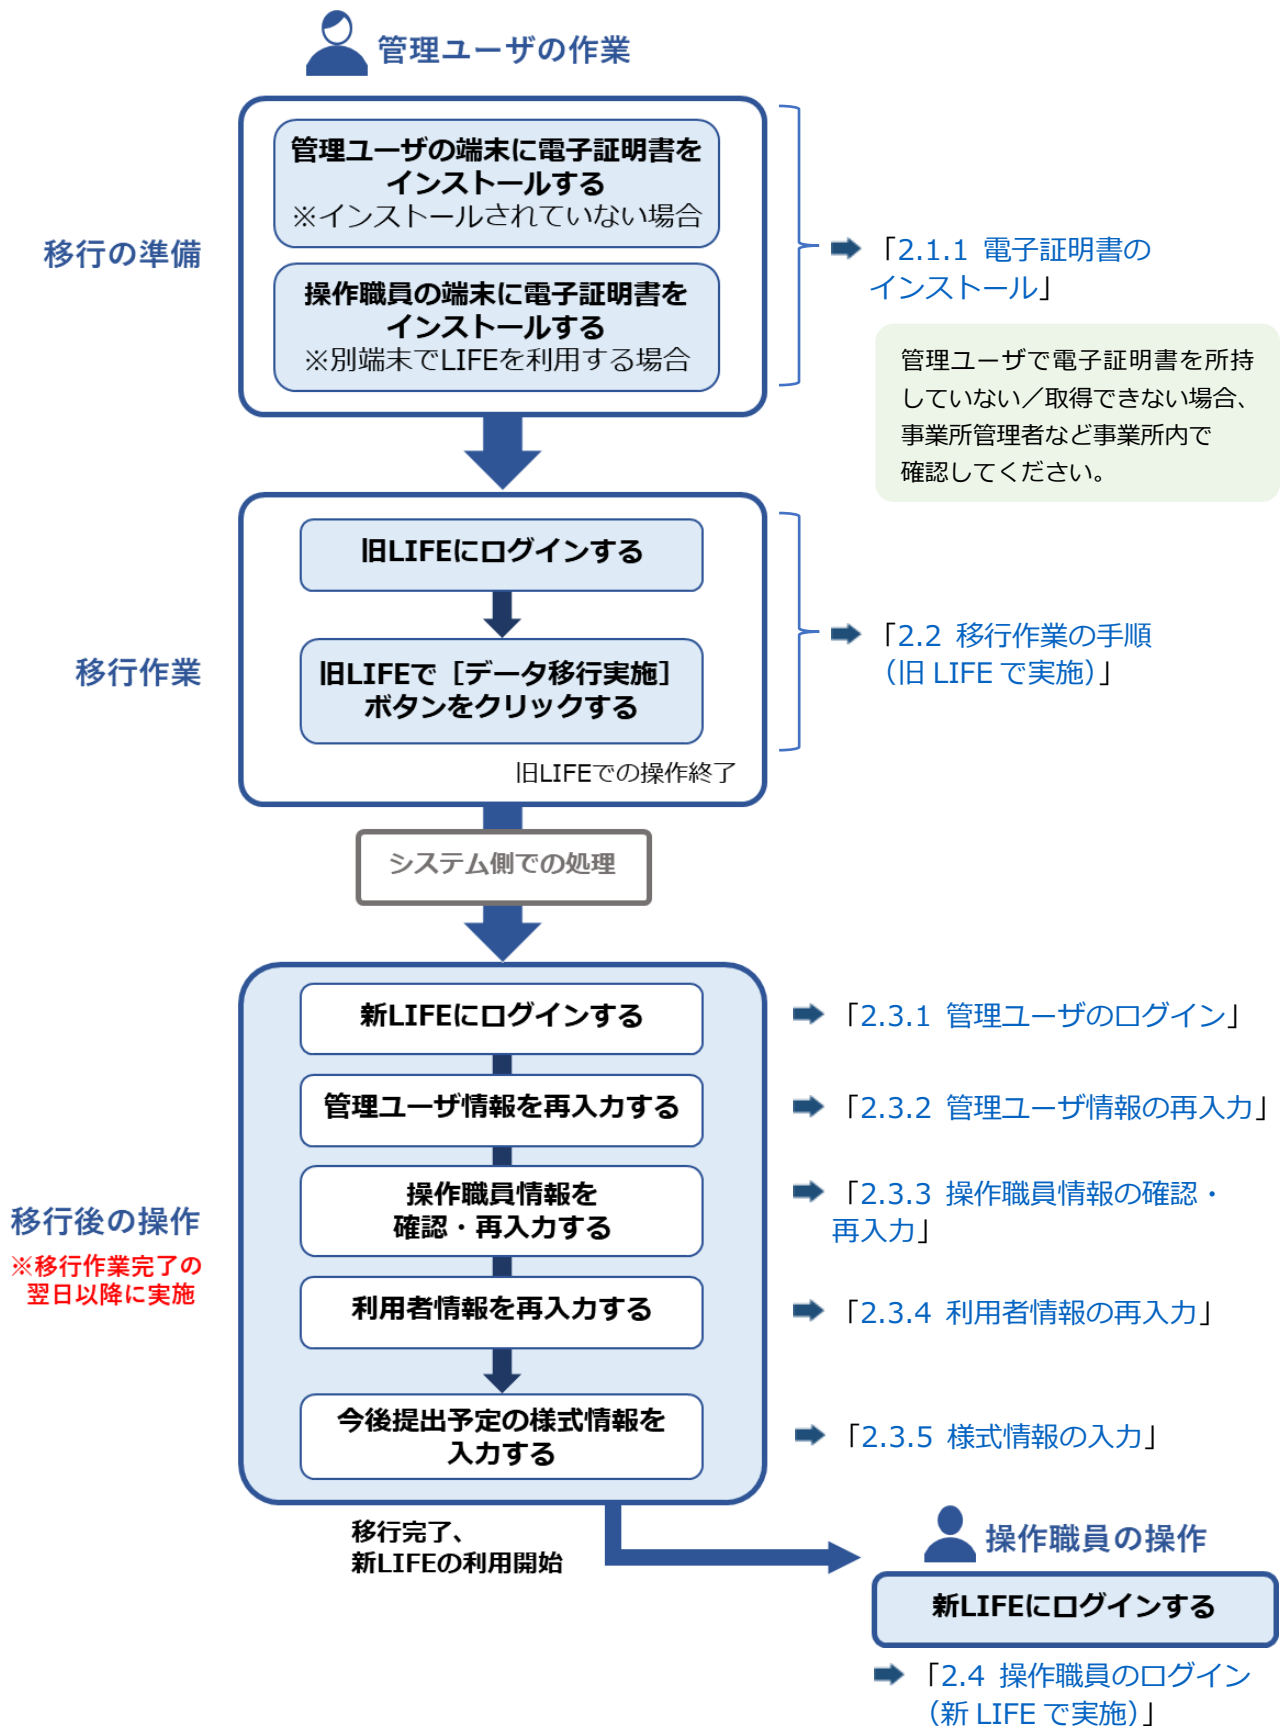 管理ユーザの作業
移行の準備
管理ユーザの端末に電子証明書を
インストールする
※インストールされていない場合
操作職員の端末に電子証明書を
インストールする
※別端末でLIFEを利用する場合
「2.1.1 電子証明書の
インストール」
管理ユーザで電子証明書を所持
していない／取得できない場合、
事業所管理者など事業所内で
確認してください。
移行作業
旧LIFEにログインする
旧LIFEで［データ移行実施］
ボタンをクリックする
旧LIFEでの操作終了
「2.2 移行作業の手順
（旧 LIFE で実施）」
システム側での処理
移行後の操作
※移行作業完了の
翌日以降に実施
新LIFEにログインする
「2.3.1 管理ユーザのログイン」
管理ユーザ情報を再入力する
「2.3.2 管理ユーザ情報の再入力」
操作職員情報を
確認・再入力する
「2.3.3 操作職員情報の確認・
再入力」
利用者情報を再入力する
「2.3.4 利用者情報の再入力」
今後提出予定の様式情報を
入力する
「2.3.5 様式情報の入力」
移行完了、
新LIFEの利用開始
操作職員の操作
新LIFEにログインする
「2.4 操作職員のログイン
（新 LIFE で実施）」